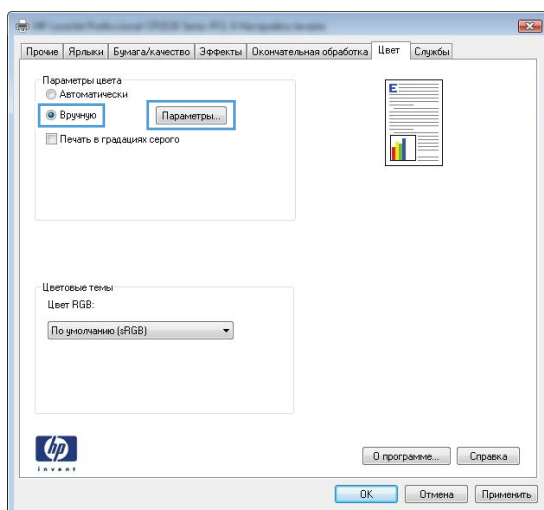 Прочие Ярлыки Бумага/качество Эффекты Окончательная обработка Цвет Службы
Параметры цвета
Автоматически
Вручную Параметры...
Печать в градациях серого
E
Цветовые темы
Цвет RGB:
По умолчанию (sRGB)
hp
invent
О программе... Справка
OK Отмена Применить